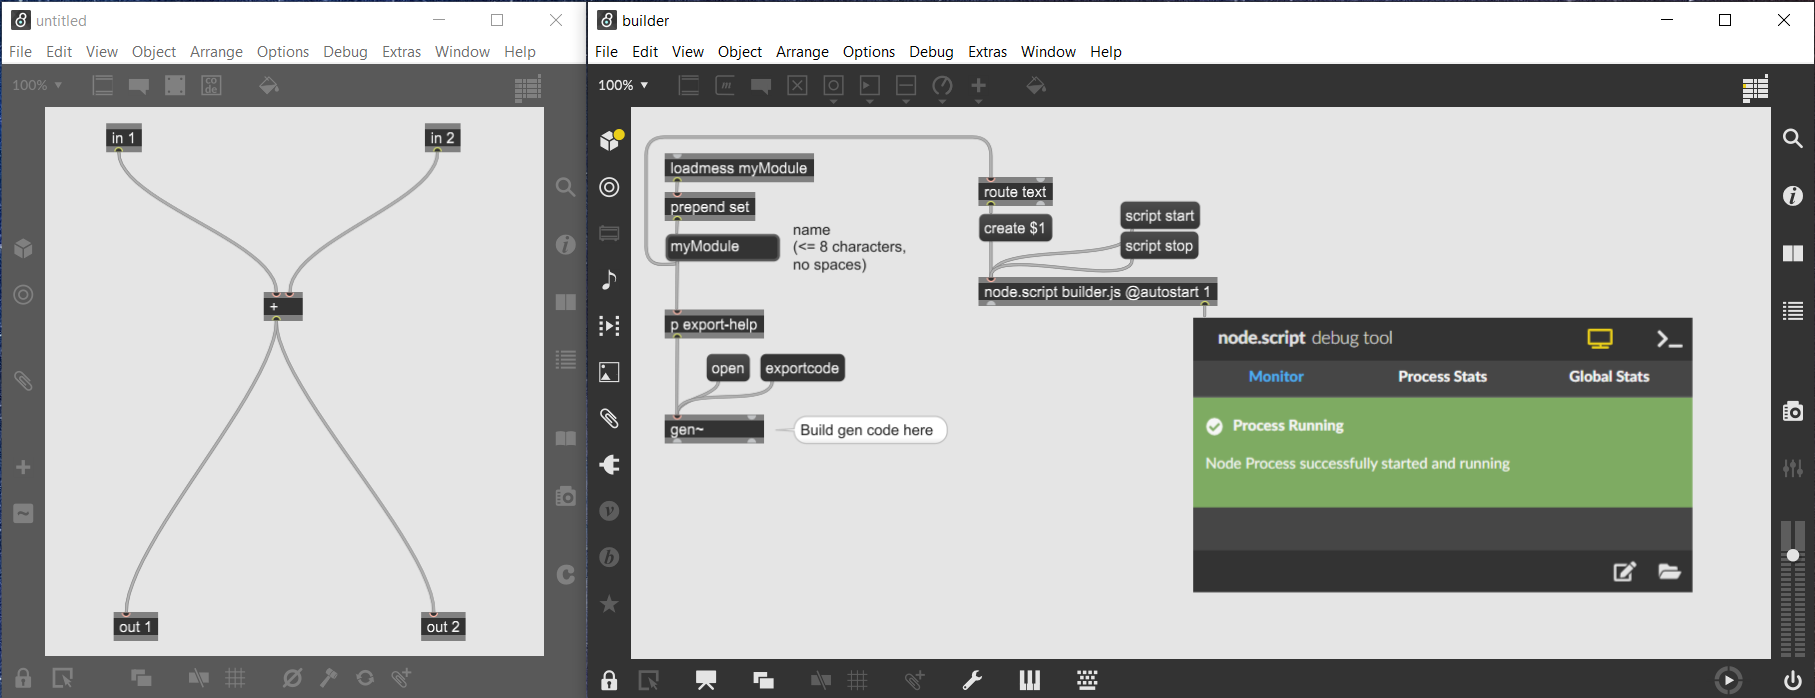 untitled
File Edit View Object Arrange Options Debug Extras Window Help
100%
in 1
in 2
+
out 1
out 2
builder
File Edit View Object Arrange Options Debug Extras Window Help
100%
loadmess myModule
prepend set
myModule
name
(<= 8 characters,
no spaces)
p export-help
open
exportcode
gen~
Build gen code here
route text
create $1
script start
script stop
node.script builder.js @autostart 1
node.script debug tool
Monitor
Process Stats
Global Stats
Process Running
Node Process successfully started and running